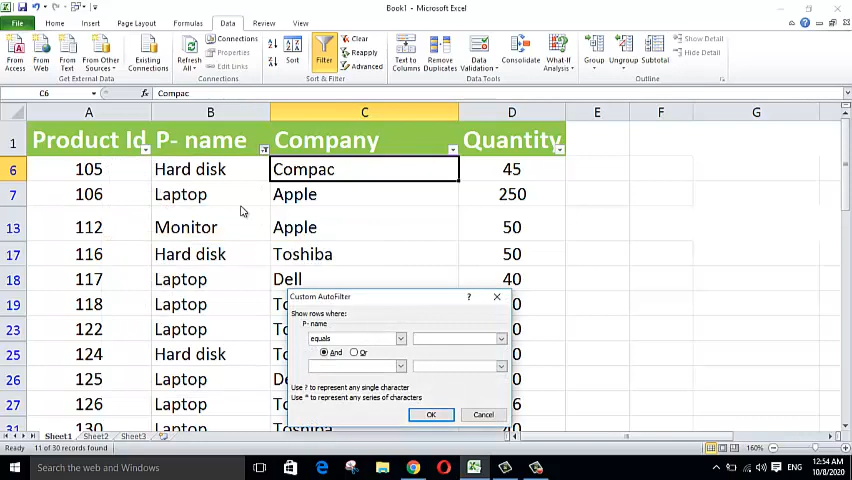 Book1 - Microsoft Excel
File Home Insert Page Layout Formulas Data Review View
From Access
From Web
From Text
From Other Sources
Existing Connections
Refresh All
Connections
Properties
Edit Links
Sort
Filter
Clear
Reapply
Advanced
Text to Columns
Remove Duplicates
Data Validation
Consolidate
What-If Analysis
Group
Ungroup
Subtotal
Show Detail
Hide Detail
Get External Data Connections Sort & Filter Data Tools Outline
C6 fx Compac
A B C D E F G
1 Product Id P- name Company Quantity
6 105 Hard disk Compac 45
7 106 Laptop Apple 250
13 112 Monitor Apple 50
17 116 Hard disk Toshiba 50
18 117 Laptop Dell 40
19 118 Laptop
23 122 Laptop
25 124 Hard disk
26 125 Laptop
27 126 Laptop
31 130 Laptop
Custom AutoFilter ?
Show rows where:
P- name
equals
And Or
Use ? to represent any single character
Use * to represent any series of characters
OK Cancel
Sheet1 Sheet2 Sheet3
Ready 11 of 30 records found 160%
Search the web and Windows
ENG
12:54 AM
10/8/2020